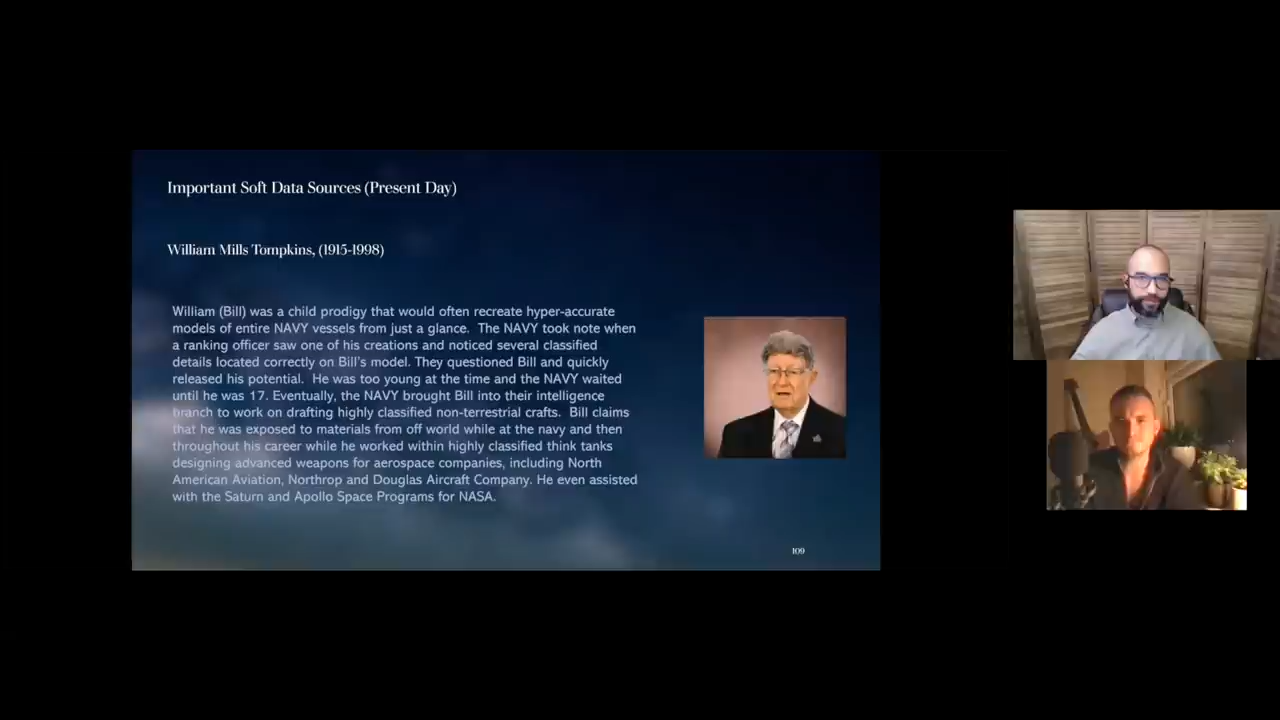 Important Soft Data Sources (Present Day)
William Mills Tompkins, (1915-1998)
William (Bill) was a child prodigy that would often recreate hyper-accurate
models of entire NAVY vessels from just a glance.  The NAVY took note when
a ranking officer saw one of his creations and noticed several classified
details located correctly on Bill's model. They questioned Bill and quickly
released his potential.  He was too young at the time and the NAVY waited
until he was 17. Eventually, the NAVY brought Bill into their intelligence
branch to work on drafting highly classified non-terrestrial crafts.  Bill claims
that he was exposed to materials from off world while at the navy and then
throughout his career while he worked within highly classified think tanks
designing advanced weapons for aerospace companies, including North
American Aviation, Northrop and Douglas Aircraft Company. He even assisted
with the Saturn and Apollo Space Programs for NASA.
109